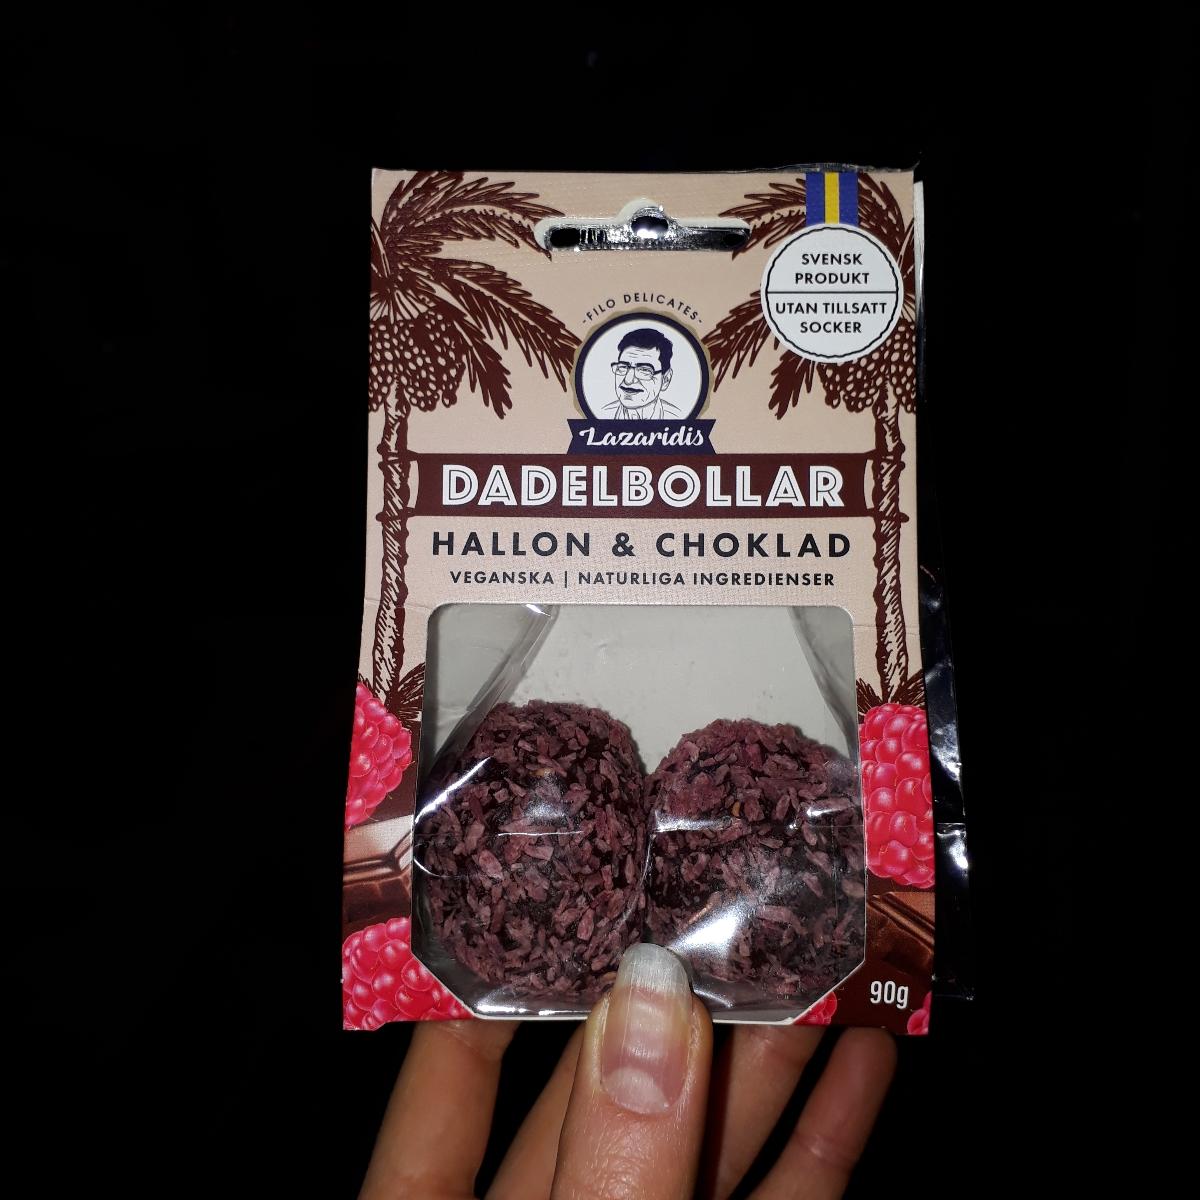 SVENSK
PRODUKT
UTAN TILLSATT
SOCKER
-FILO DELICATES-
Lazaridis
DADELBOLLAR
HALLON & CHOKLAD
VEGANSKA | NATURLIGA INGREDIENSER
90g